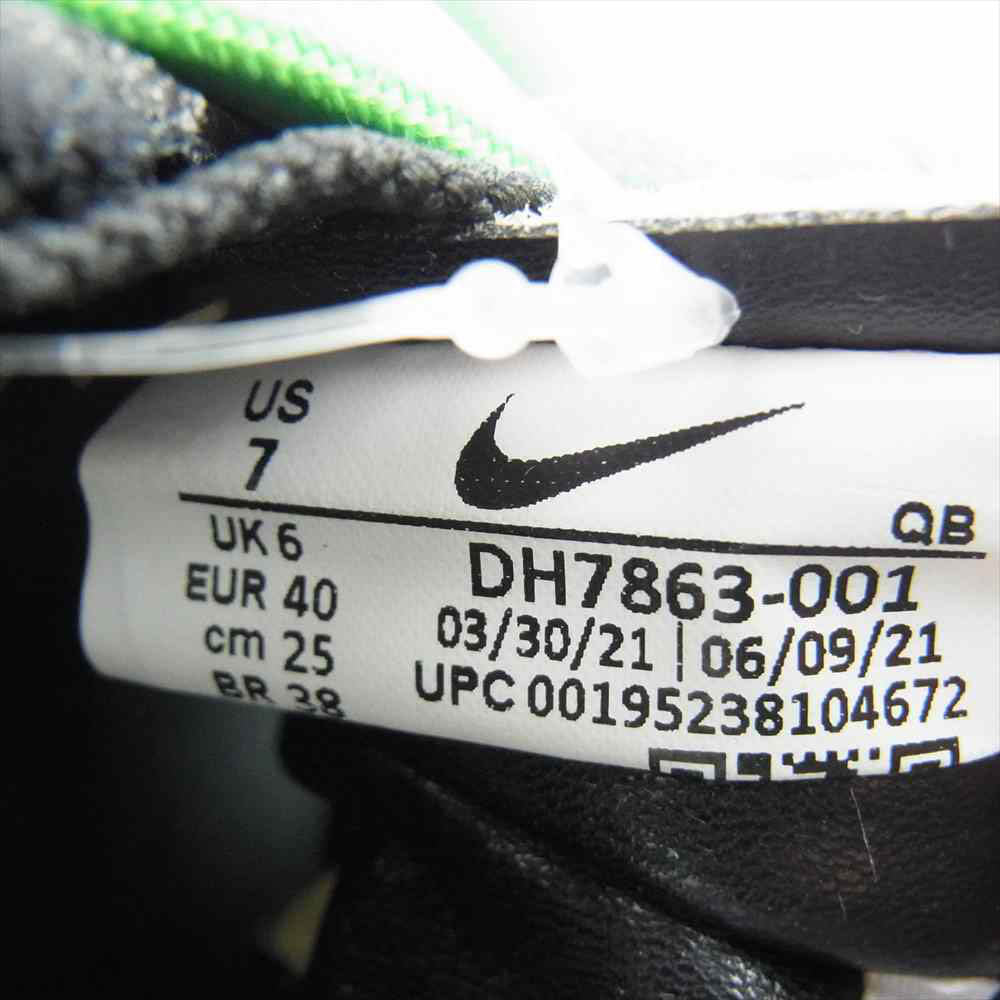 US
7
QB
UK 6
EUR 40
cm 25
BR 38
DH7863-001
03/30/21 | 06/09/21
UPC 00195238104672